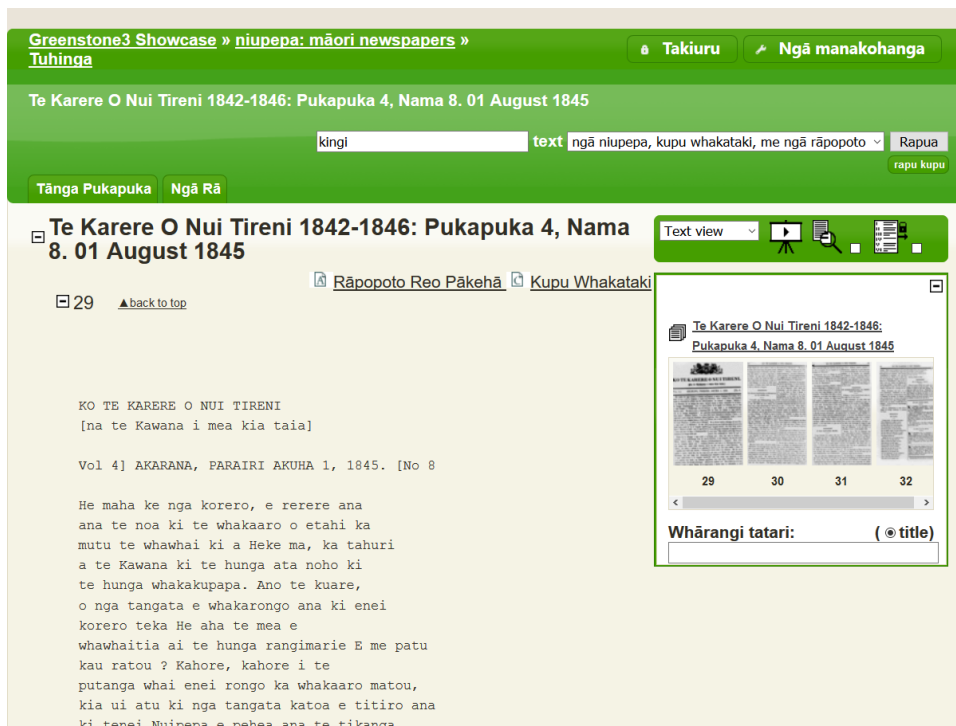 Greenstone3 Showcase » niupepa: māori newspapers »
Tuhinga
Takiuru
Ngā manakohanga
Te Karere O Nui Tireni 1842-1846: Pukapuka 4, Nama 8. 01 August 1845
kingi text ngā niupepa, kupu whakataki, me ngā rāpopoto Rapua
rapu kupu
Tānga Pukapuka Ngā Rā
Te Karere O Nui Tireni 1842-1846: Pukapuka 4, Nama
8. 01 August 1845
Rāpopoto Reo Pākehā Kupu Whakataki
29 ▲back to top
KO TE KARERE O NUI TIRENI
[na te Kawana i mea kia taia]
Vol 4] AKARANA, PARAIRI AKUHA 1, 1845. [No 8
He maha ke nga korero, e rerere ana
ana te noa ki te whakaaro o etahi ka
mutu te whawhai ki a Heke ma, ka tahuri
a te Kawana ki te hunga ata noho ki
te hunga whakakupapa. Ano te kuare,
o nga tangata e whakarongo ana ki enei
korero teka He aha te mea e
whawhaitia ai te hunga rangimarie E me patu
kau ratou ? Kahore, kahore i te
putanga whai enei rongo ka whakaaro matou,
kia ui atu ki nga tangata katoa e titiro ana
ki tenei Nuipepa e pehea ana te tikanga
Text view
Te Karere O Nui Tireni 1842-1846:
Pukapuka 4, Nama 8. 01 August 1845
29 30 31 32
Whārangi tatari: ( title)